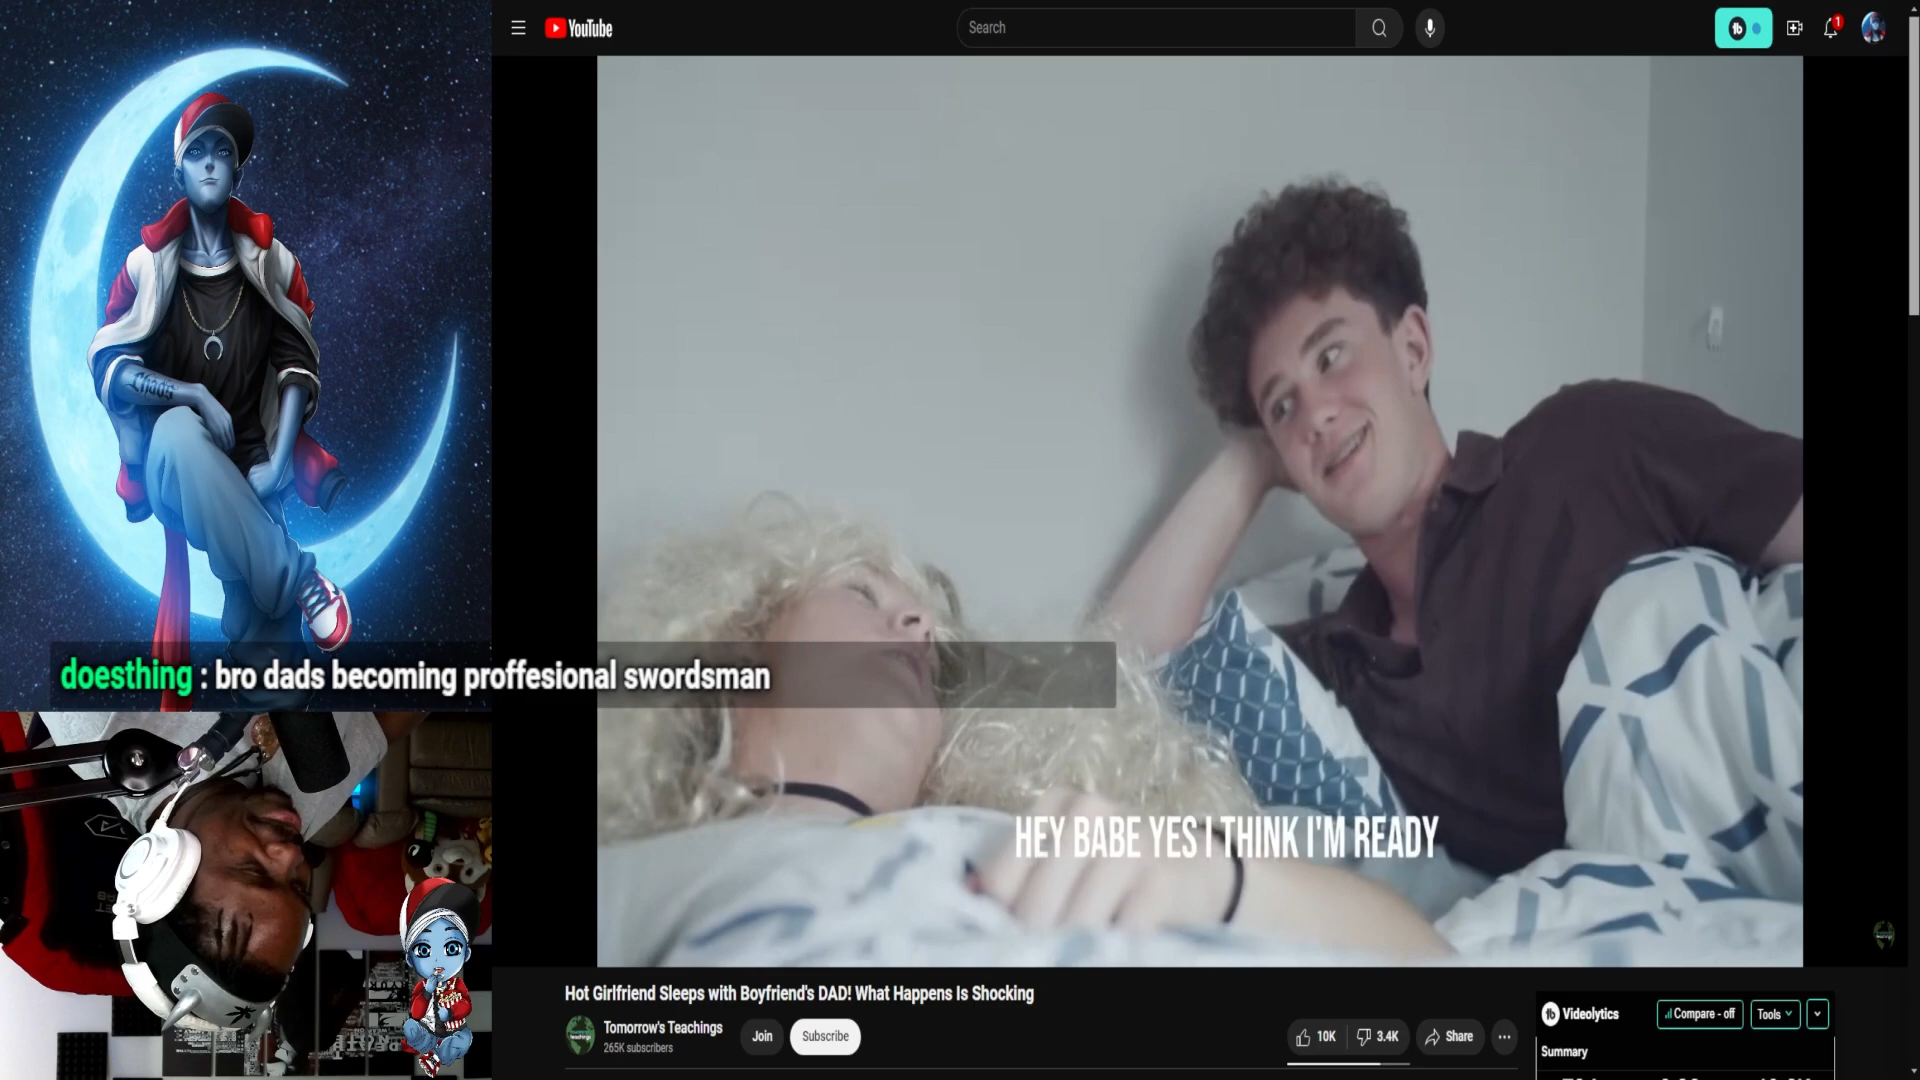 YouTube
Search
1
Chaos
doesthing : bro dads becoming proffesional swordsman
HEY BABE YES I THINK I'M READY
Hot Girlfriend Sleeps with Boyfriend's DAD! What Happens Is Shocking
Tomorrow's Teachings
265K subscribers
Join
Subscribe
10K
3.4K
Share
Videolytics
Compare - off
Tools
Summary